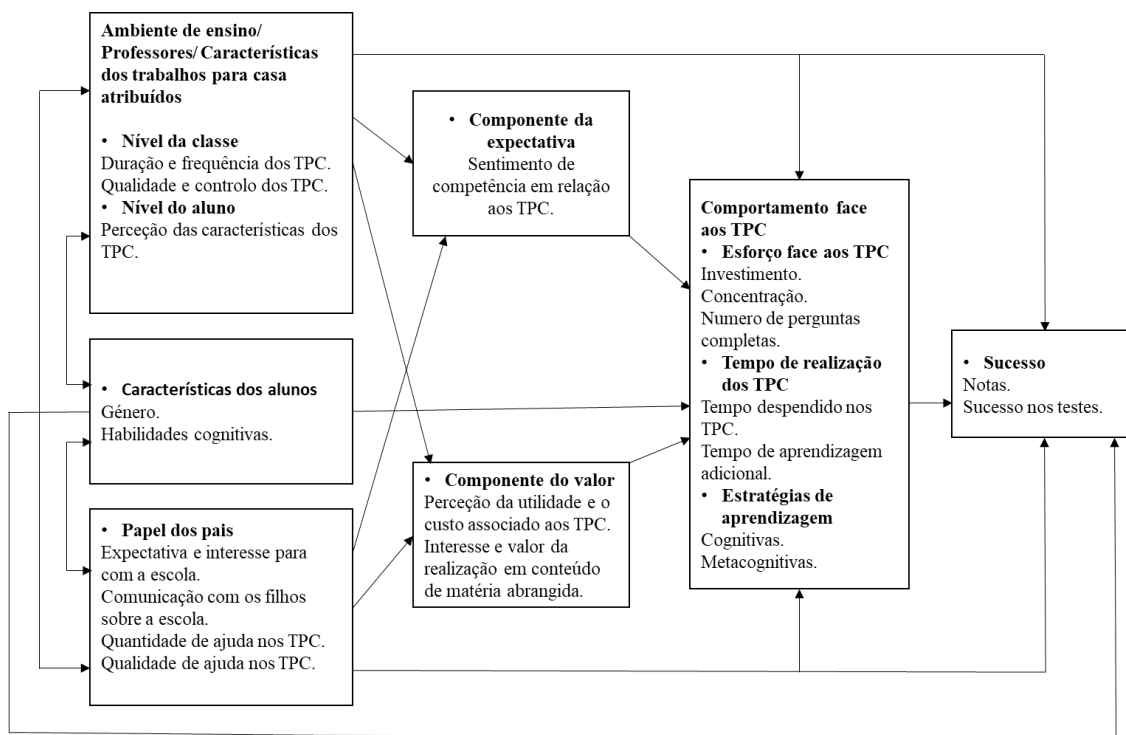 Ambiente de ensino/
Professores/ Características
dos trabalhos para casa
atribuídos
• Nível da classe
Duração e frequência dos TPC.
Qualidade e controlo dos TPC.
• Nível do aluno
Perceção das características dos
TPC.
• Características dos alunos
Género.
Habilidades cognitivas.
• Papel dos pais
Expectativa e interesse para
com a escola.
Comunicação com os filhos
sobre a escola.
Quantidade de ajuda nos TPC.
Qualidade de ajuda nos TPC.
• Componente da
expectativa
Sentimento de
competência em relação
aos TPC.
• Componente do valor
Perceção da utilidade e o
custo associado aos TPC.
Interesse e valor da
realização em conteúdo
de matéria abrangida.
Comportamento face
aos TPC
• Esforço face aos TPC
Investimento.
Concentração.
Numero de perguntas
completas.
• Tempo de realização
dos TPC
Tempo despendido nos
TPC.
Tempo de aprendizagem
adicional.
• Estratégias de
aprendizagem
Cognitivas.
Metacognitivas.
• Sucesso
Notas.
Sucesso nos testes.